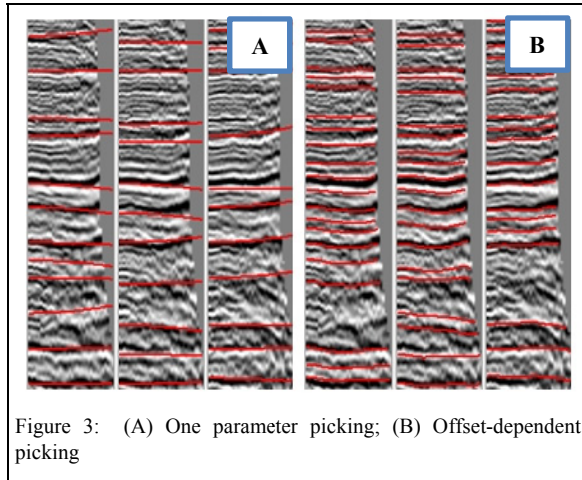 A
B
Figure 3: (A) One parameter picking; (B) Offset-dependent
picking